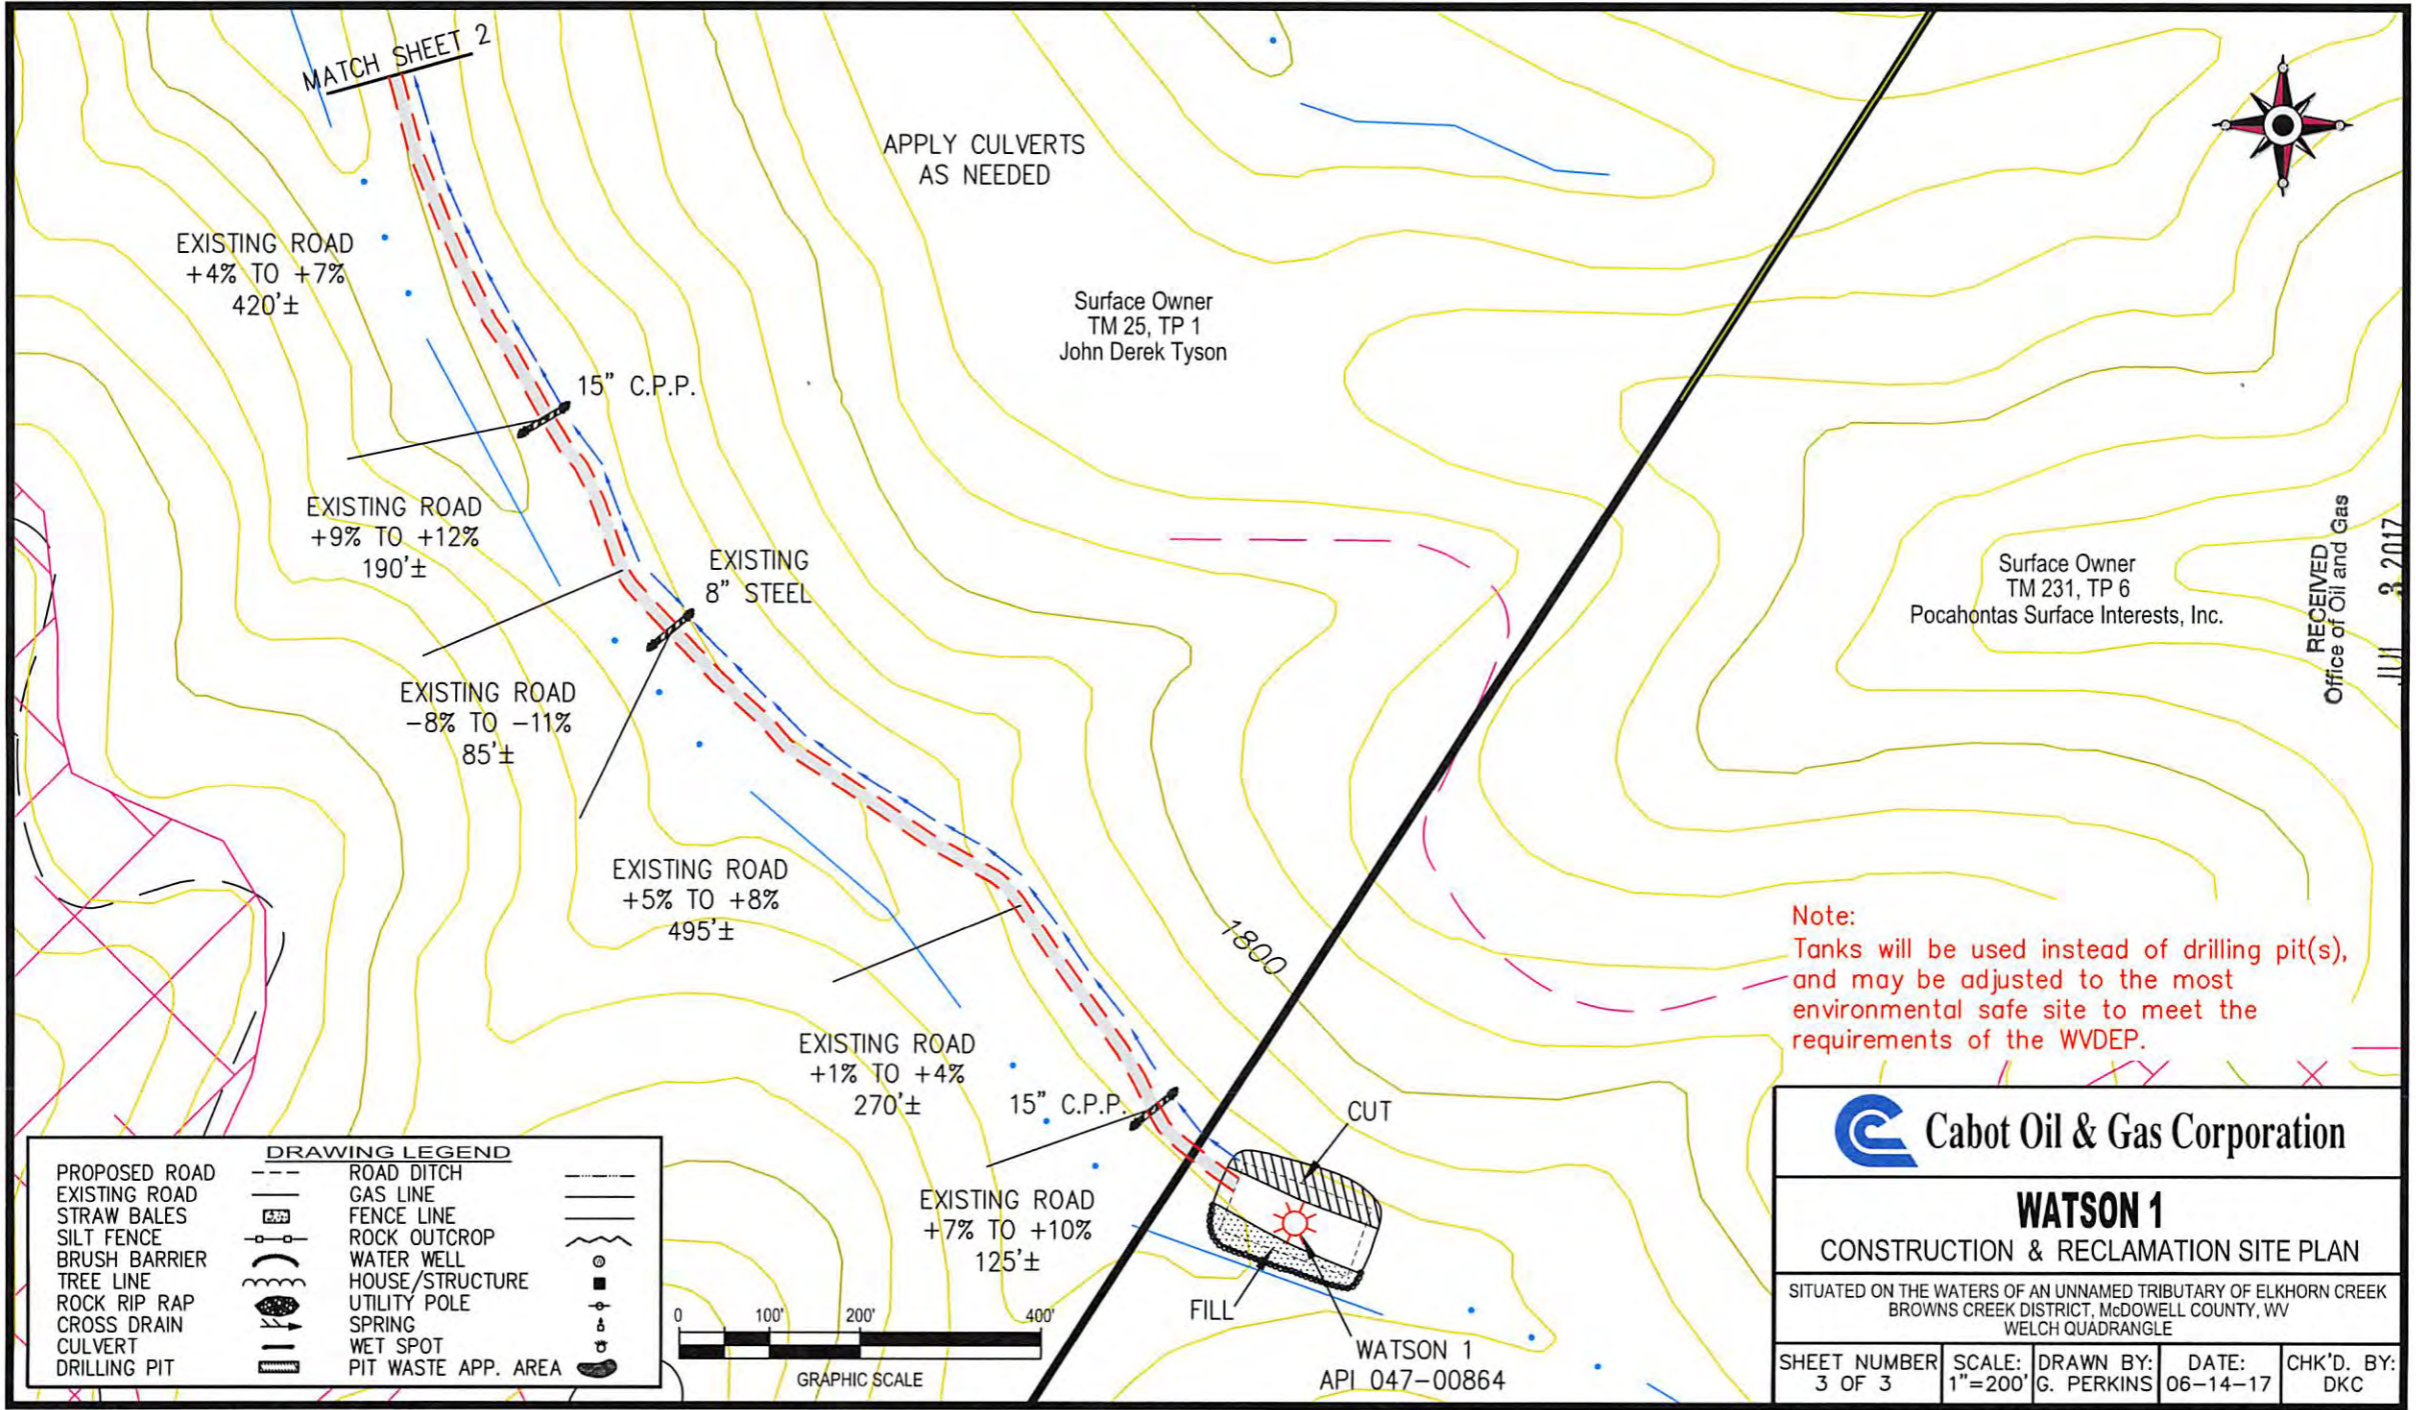 MATCH SHEET 2
APPLY CULVERTS
AS NEEDED
EXISTING ROAD
+4% TO +7%
420'±
Surface Owner
TM 25, TP 1
John Derek Tyson
15" C.P.P.
EXISTING ROAD
+9% TO +12%
190'±
EXISTING
8" STEEL
Surface Owner
TM 231, TP 6
Pocahontas Surface Interests, Inc.
RECEIVED
Office of Oil and Gas
JUL 3 2017
EXISTING ROAD
-8% TO -11%
85'±
EXISTING ROAD
+5% TO +8%
495'±
1800
Note:
Tanks will be used instead of drilling pit(s),
and may be adjusted to the most
environmental safe site to meet the
requirements of the WVDEP.
EXISTING ROAD
+1% TO +4%
270'±
15" C.P.P.
CUT
EXISTING ROAD
+7% TO +10%
125'±
FILL
WATSON 1
API 047-00864
DRAWING LEGEND
PROPOSED ROAD
ROAD DITCH
EXISTING ROAD
GAS LINE
STRAW BALES
FENCE LINE
SILT FENCE
ROCK OUTCROP
BRUSH BARRIER
WATER WELL
TREE LINE
HOUSE/STRUCTURE
ROCK RIP RAP
UTILITY POLE
CROSS DRAIN
SPRING
CULVERT
WET SPOT
DRILLING PIT
PIT WASTE APP. AREA
0 100' 200' 400'
GRAPHIC SCALE
Cabot Oil & Gas Corporation
WATSON 1
CONSTRUCTION & RECLAMATION SITE PLAN
SITUATED ON THE WATERS OF AN UNNAMED TRIBUTARY OF ELKHORN CREEK
BROWNS CREEK DISTRICT, McDOWELL COUNTY, WV
WELCH QUADRANGLE
SHEET NUMBER
3 OF 3
SCALE:
1"=200'
DRAWN BY:
G. PERKINS
DATE:
06-14-17
CHK'D. BY:
DKC